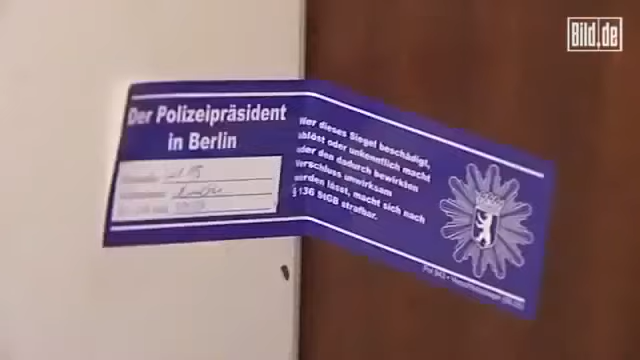 Bild.de
Der Polizeipräsident
in Berlin
Wer dieses Siegel beschädigt,
ablöst oder unkenntlich macht
oder den dadurch bewirkten
Verschluss unwirksam
werden lässt, macht sich nach
§136 StGB strafbar.